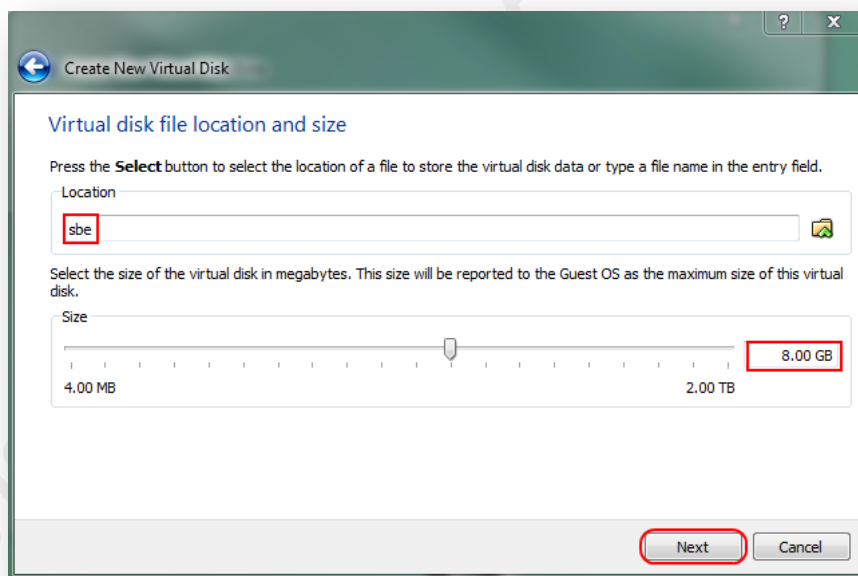 ? X
Create New Virtual Disk
Virtual disk file location and size
Press the Select button to select the location of a file to store the virtual disk data or type a file name in the entry field.
Location
sbe
Select the size of the virtual disk in megabytes. This size will be reported to the Guest OS as the maximum size of this virtual
disk.
Size
8.00 GB
4.00 MB 2.00 TB
Next Cancel